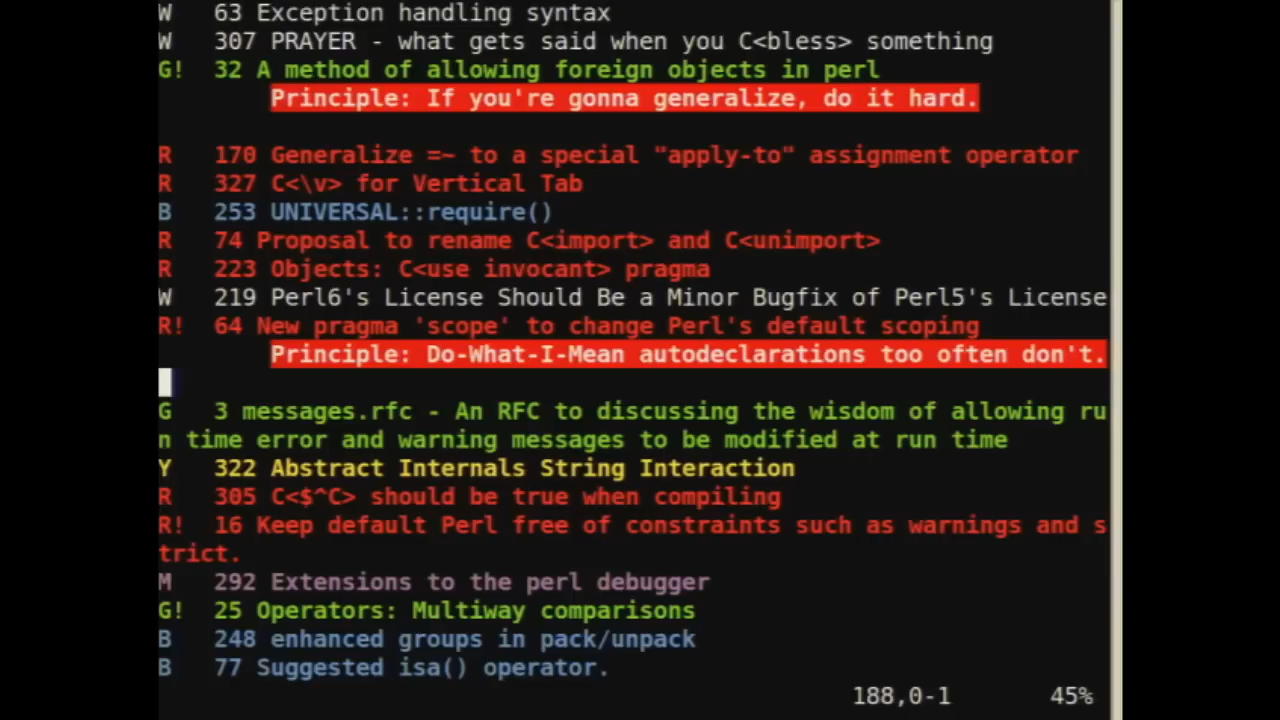 W   63 Exception handling syntax
W   307 PRAYER - what gets said when you C<bless> something
G!  32 A method of allowing foreign objects in perl
Principle: If you're gonna generalize, do it hard.
R   170 Generalize =~ to a special "apply-to" assignment operator
R   327 C<\v> for Vertical Tab
B   253 UNIVERSAL::require()
R   74 Proposal to rename C<import> and C<unimport>
R   223 Objects: C<use invocant> pragma
W   219 Perl6's License Should Be a Minor Bugfix of Perl5's License
R!  64 New pragma 'scope' to change Perl's default scoping
Principle: Do-What-I-Mean autodeclarations too often don't.
G   3 messages.rfc - An RFC to discussing the wisdom of allowing ru
n time error and warning messages to be modified at run time
Y   322 Abstract Internals String Interaction
R   305 C<$^C> should be true when compiling
R!  16 Keep default Perl free of constraints such as warnings and s
trict.
M   292 Extensions to the perl debugger
G!  25 Operators: Multiway comparisons
B   248 enhanced groups in pack/unpack
B   77 Suggested isa() operator.
188,0-1 45%